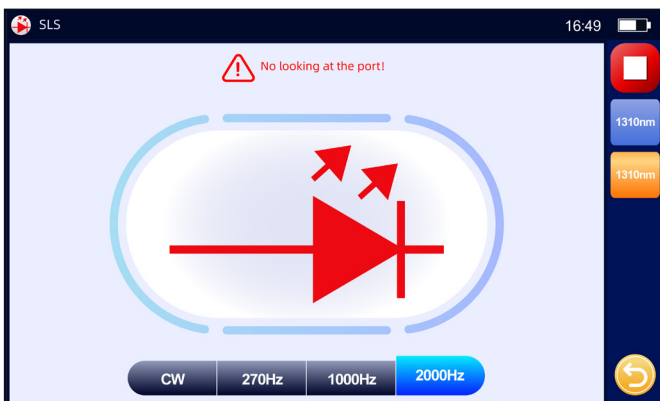 SLS
16:49
No looking at the port!
1310nm
1310nm
CW
270Hz
1000Hz
2000Hz